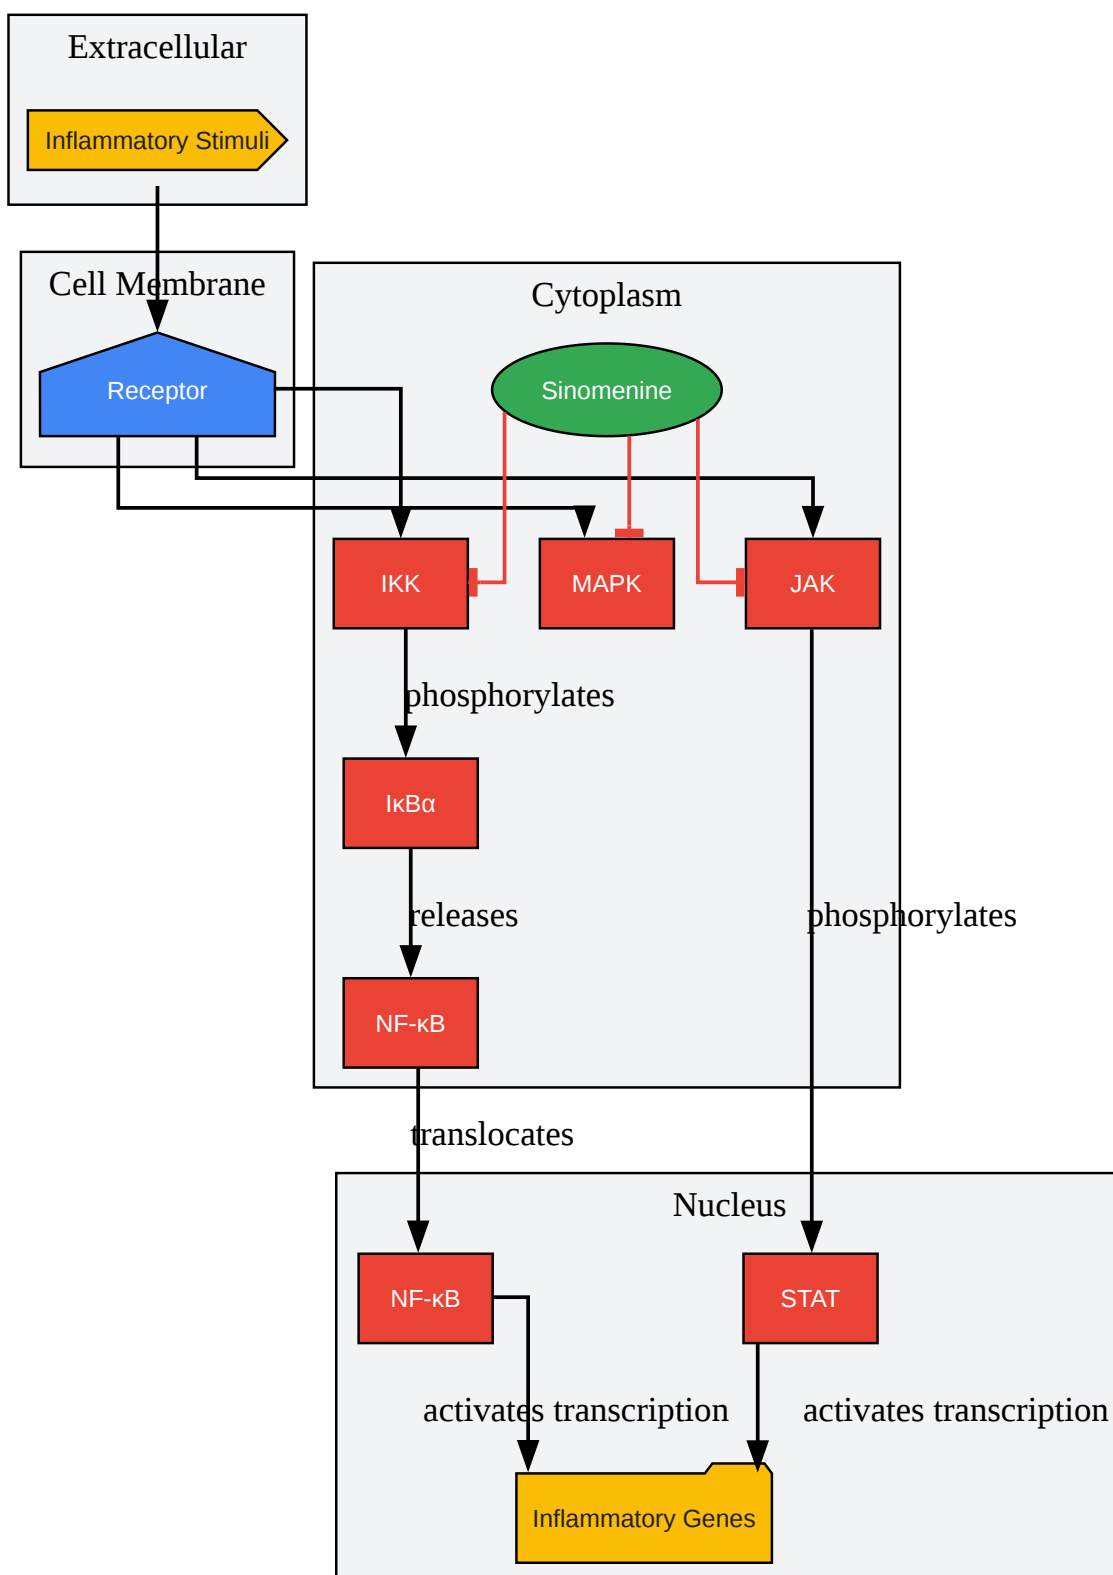 Extracellular
Inflammatory Stimuli
Cell Membrane
Cytoplasm
Receptor
Sinomenine
IKK
MAPK
JAK
phosphorylates
IκBα
releases
phosphorylates
NF-κB
translocates
Nucleus
NF-κB
STAT
activates transcription
activates transcription
Inflammatory Genes